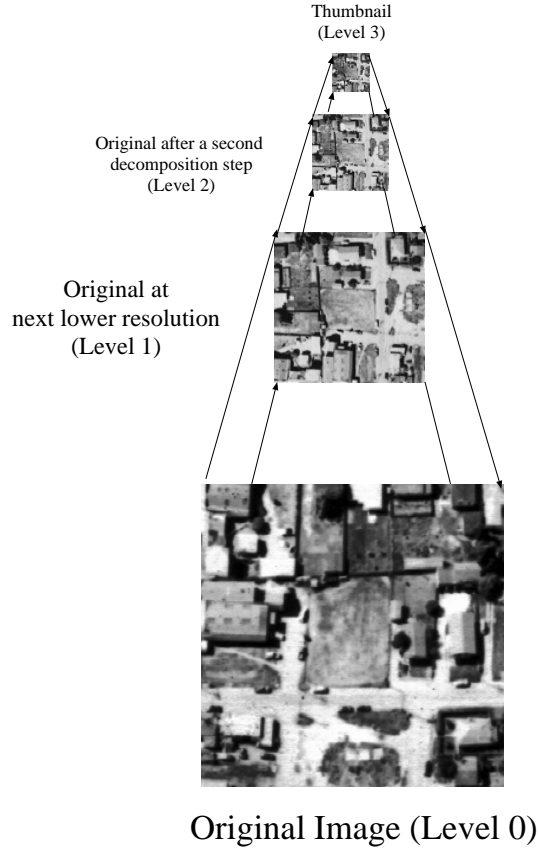 Thumbnail
(Level 3)
Original after a second
decomposition step
(Level 2)
Original at
next lower resolution
(Level 1)
Original Image (Level 0)